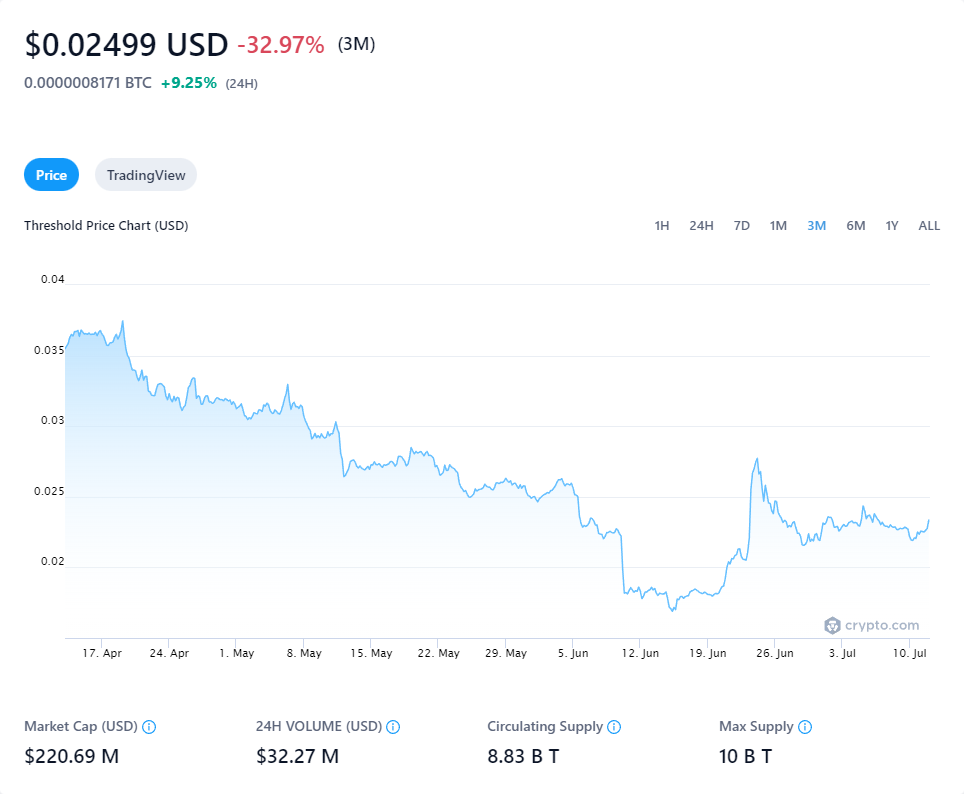 $0.02499 USD -32.97% (3M)
0.0000008171 BTC +9.25% (24H)
Price TradingView
Threshold Price Chart (USD) 1H 24H 7D 1M 3M 6M 1Y ALL
0.04
0.035
0.03
0.025
0.02
crypto.com
17. Apr 24. Apr 1. May 8. May 15. May 22. May 29. May 5. Jun 12. Jun 19. Jun 26. Jun 3. Jul 10. Jul
Market Cap (USD) 24H VOLUME (USD) Circulating Supply Max Supply
$220.69 M $32.27 M 8.83 B T 10 B T